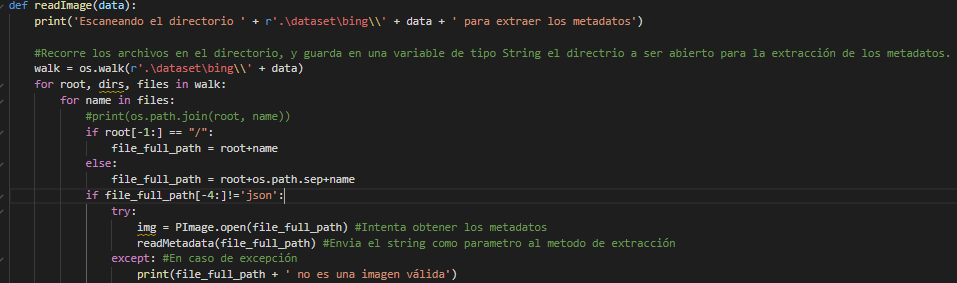 def readImage(data):
    print('Escaneando el directorio ' + r'.\dataset\bing\\' + data + ' para extraer los metadatos')
    #Recorre los archivos en el directorio, y guarda en una variable de tipo String el directrio a ser abierto para la extracción de los metadatos.
    walk = os.walk(r'.\dataset\bing\\' + data)
    for root, dirs, files in walk:
        for name in files:
            #print(os.path.join(root, name))
            if root[-1:] == "/":
                file_full_path = root+name
            else:
                file_full_path = root+os.path.sep+name
            if file_full_path[-4:]!='json':
                try:
                    img = PImage.open(file_full_path) #Intenta obtener los metadatos
                    readMetadata(file_full_path) #Envia el string como parametro al metodo de extracción
                except: #En caso de excepción
                    print(file_full_path + ' no es una imagen válida')